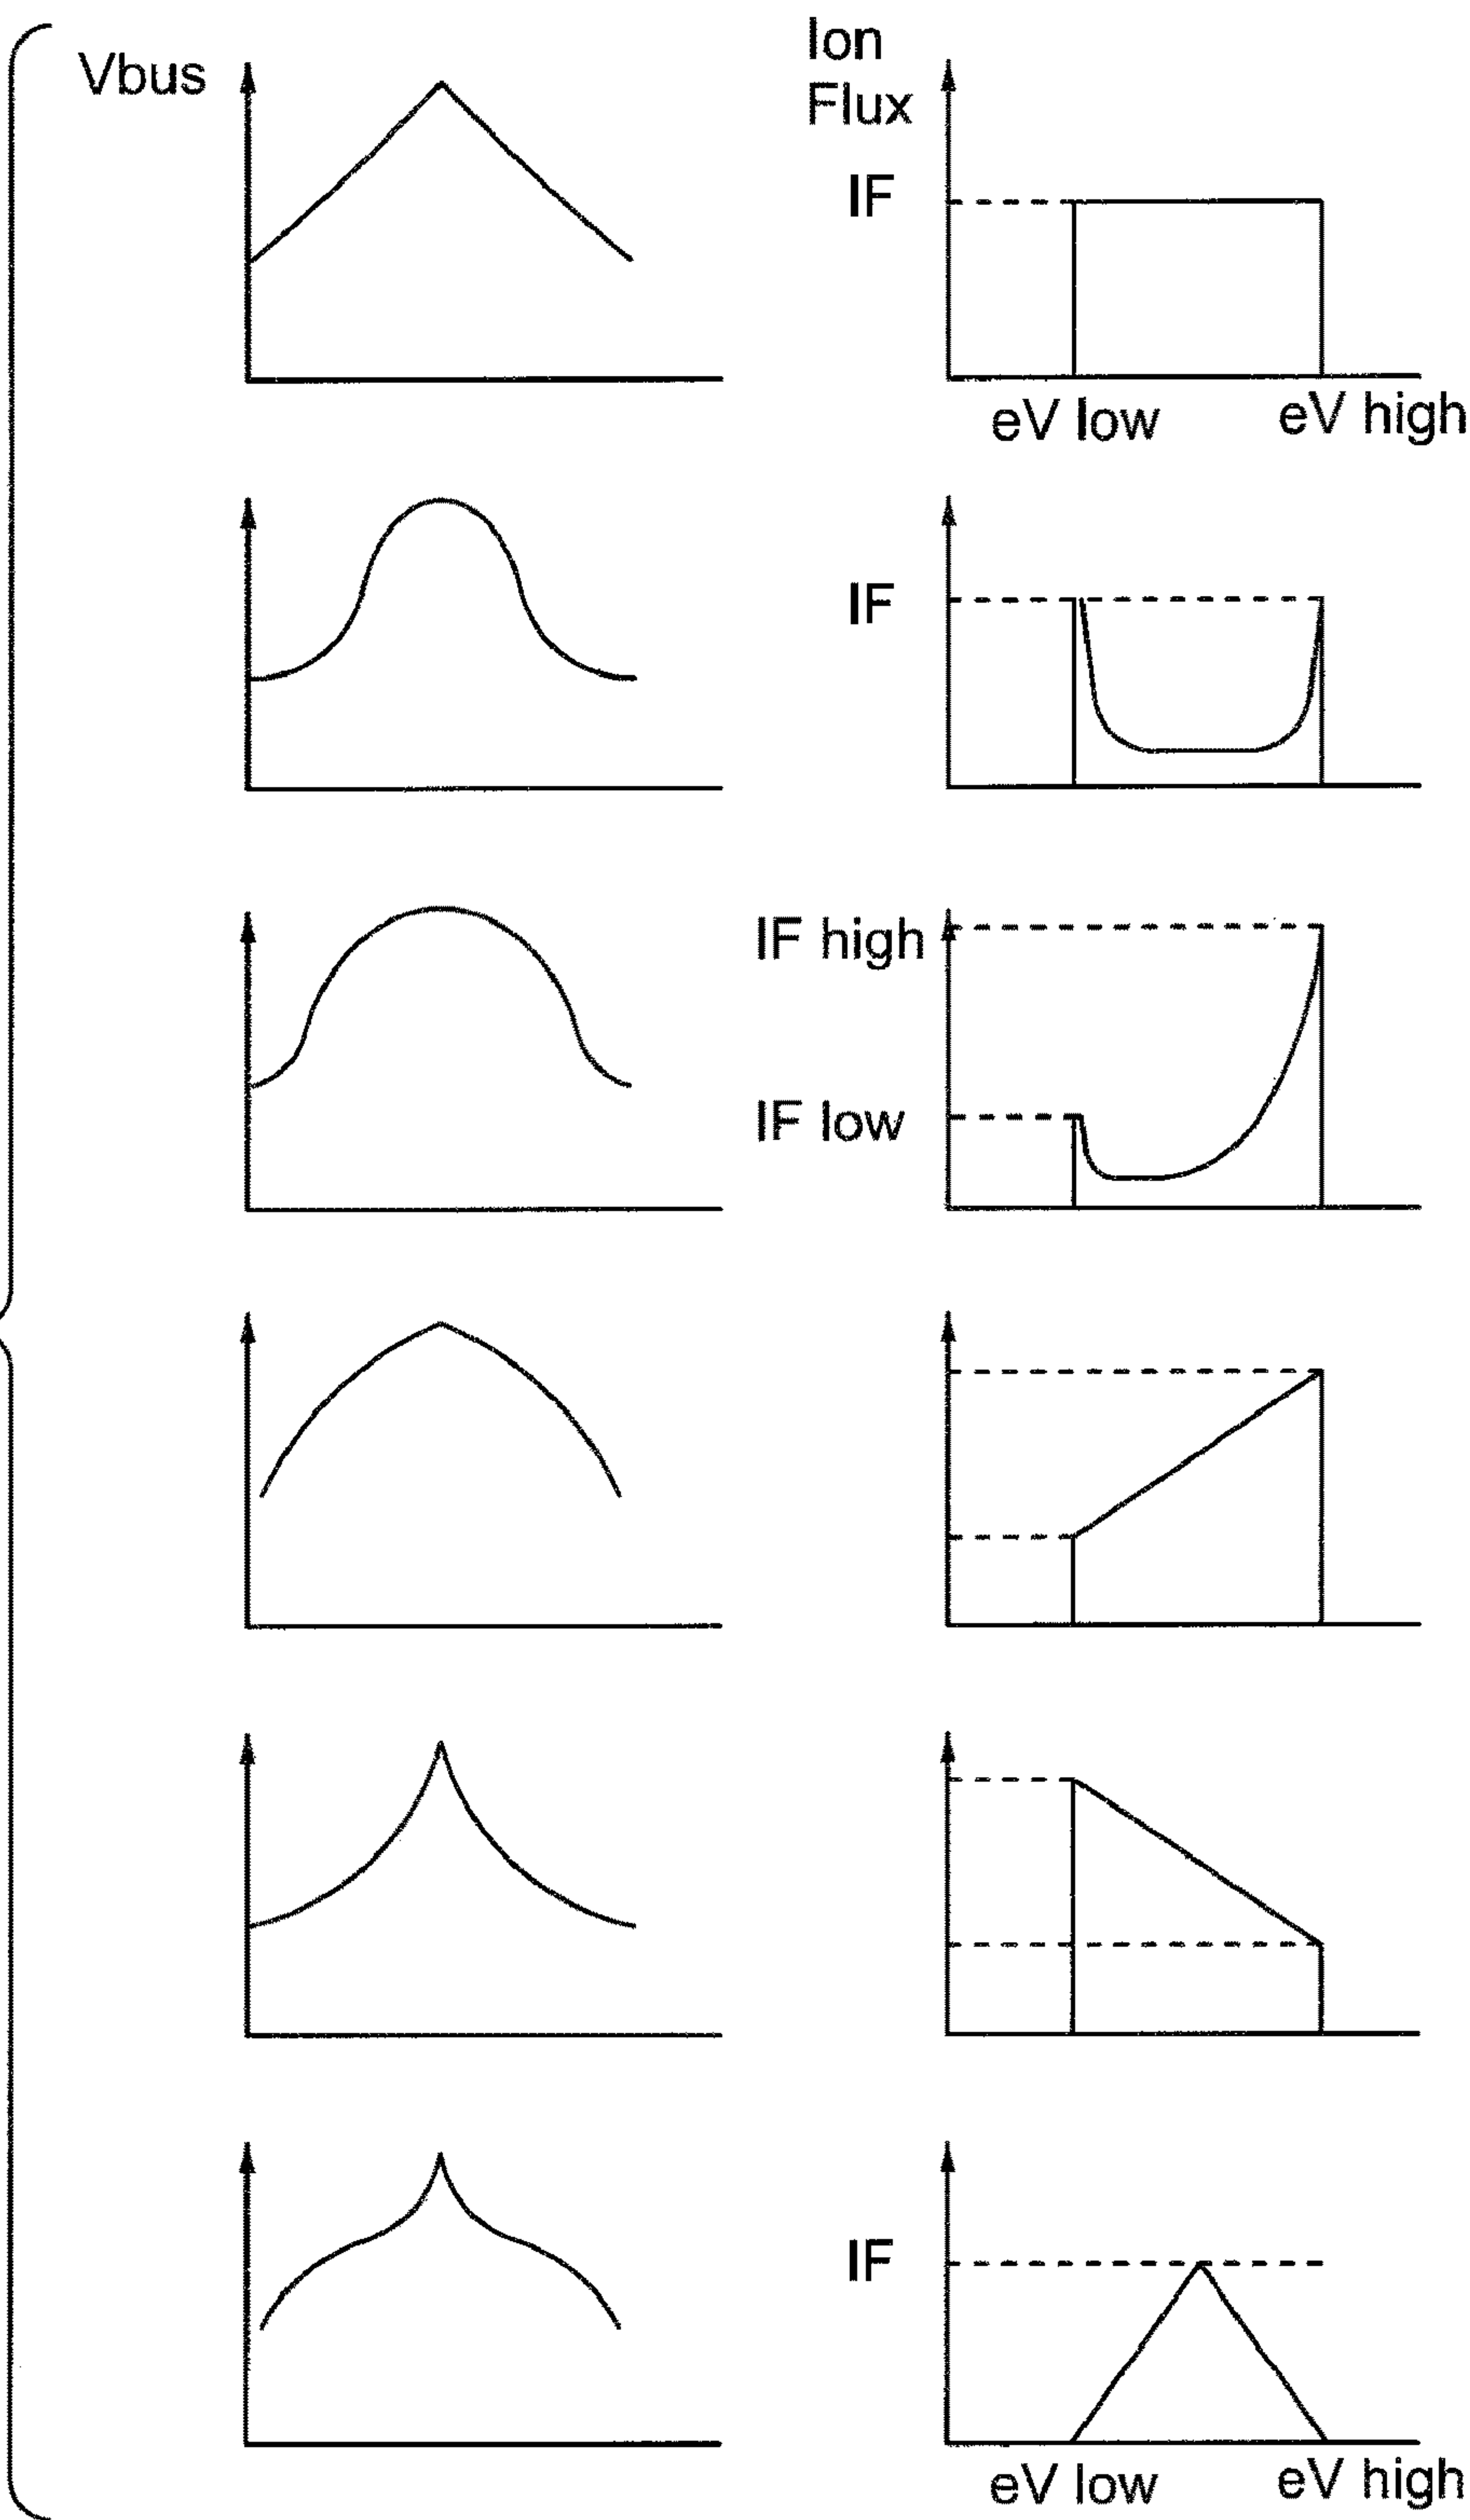 Vbus
Ion
Flux
IF
eV low
eV high
IF
IF high
IF low
IF
eV low
eV high